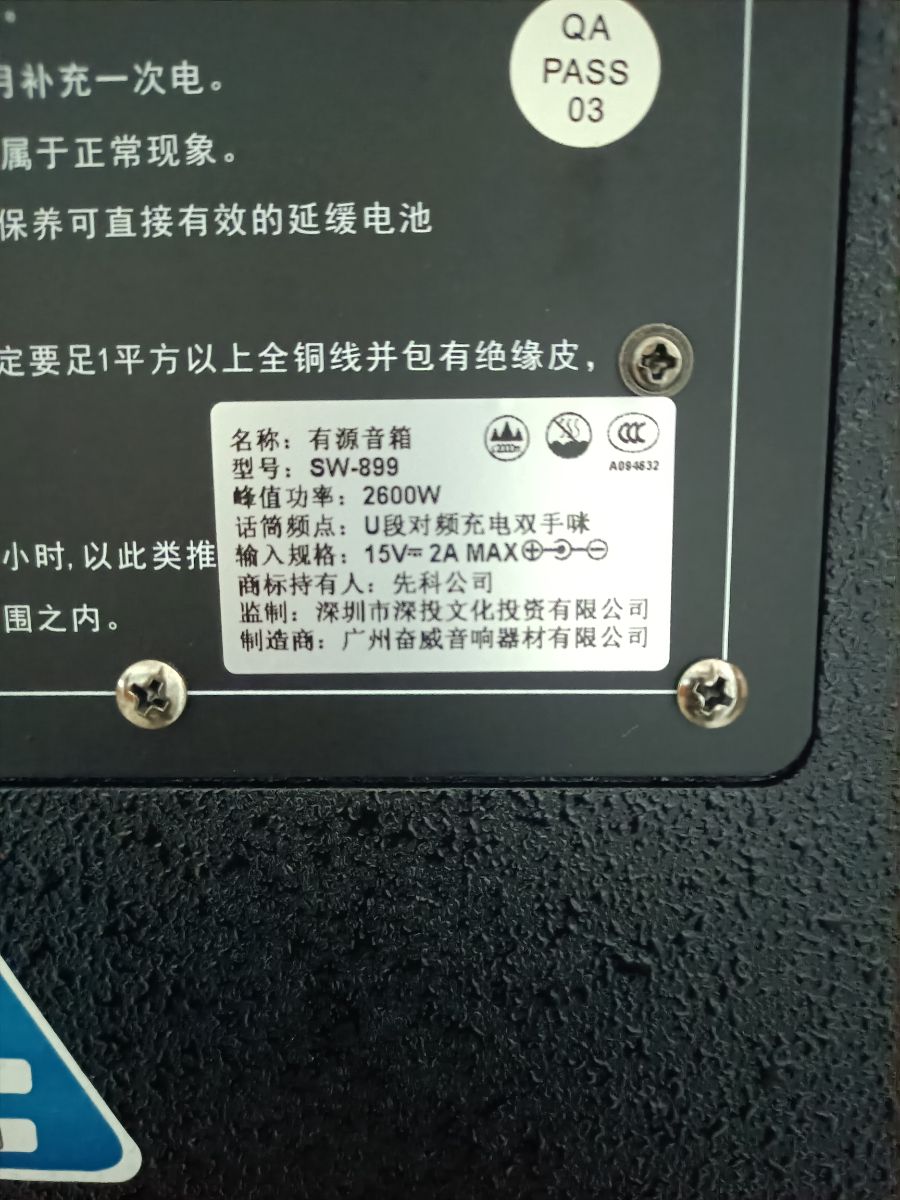 QA
PASS
03
月补充一次电。
属于正常现象。
保养可直接有效的延缓电池
定要足1平方以上全铜线并包有绝缘皮，
名称：有源音箱
型号：SW-899
峰值功率：2600W
话筒频点：U段对频充电双手咪
输入规格：15V⎓2A MAX
商标持有人：先科公司
监制：深圳市深投文化投资有限公司
制造商：广州奋威音响器材有限公司
≤2000m
CCC
A094632
小时,以此类推
围之内。